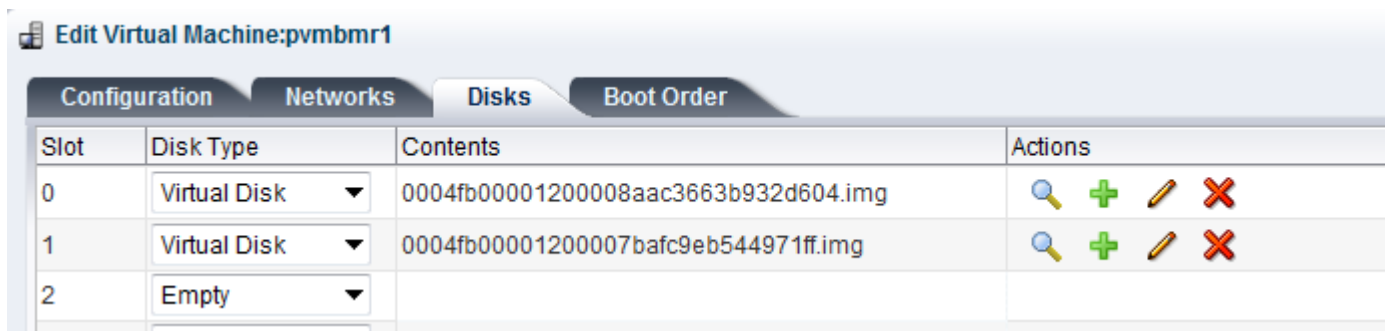 Edit Virtual Machine:pvmbmr1
Configuration Networks Disks Boot Order
Slot Disk Type Contents Actions
0 Virtual Disk 0004fb00001200008aac3663b932d604.img
1 Virtual Disk 0004fb00001200007bafc9eb544971ff.img
2 Empty